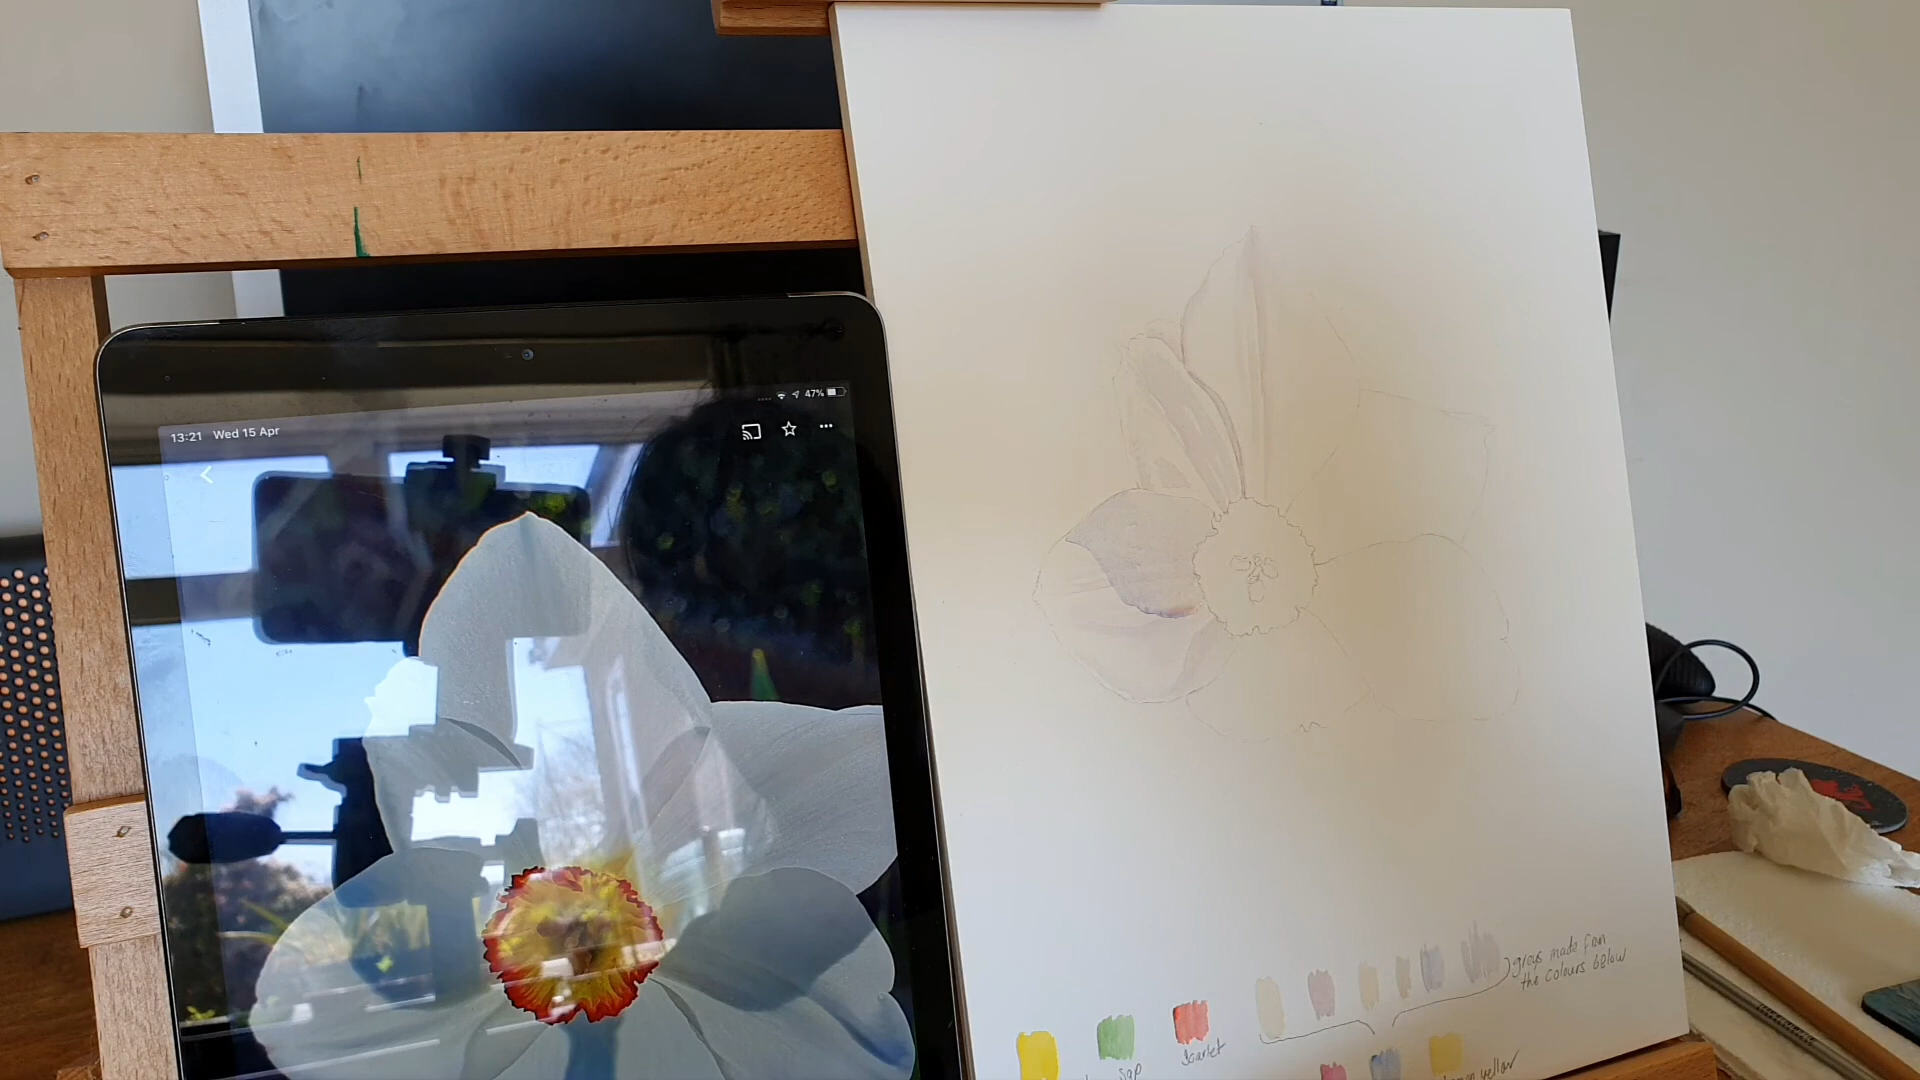 47%
13:21 Wed 15 Apr
greys made from
the colours below
Scarlet
Sap
yellow